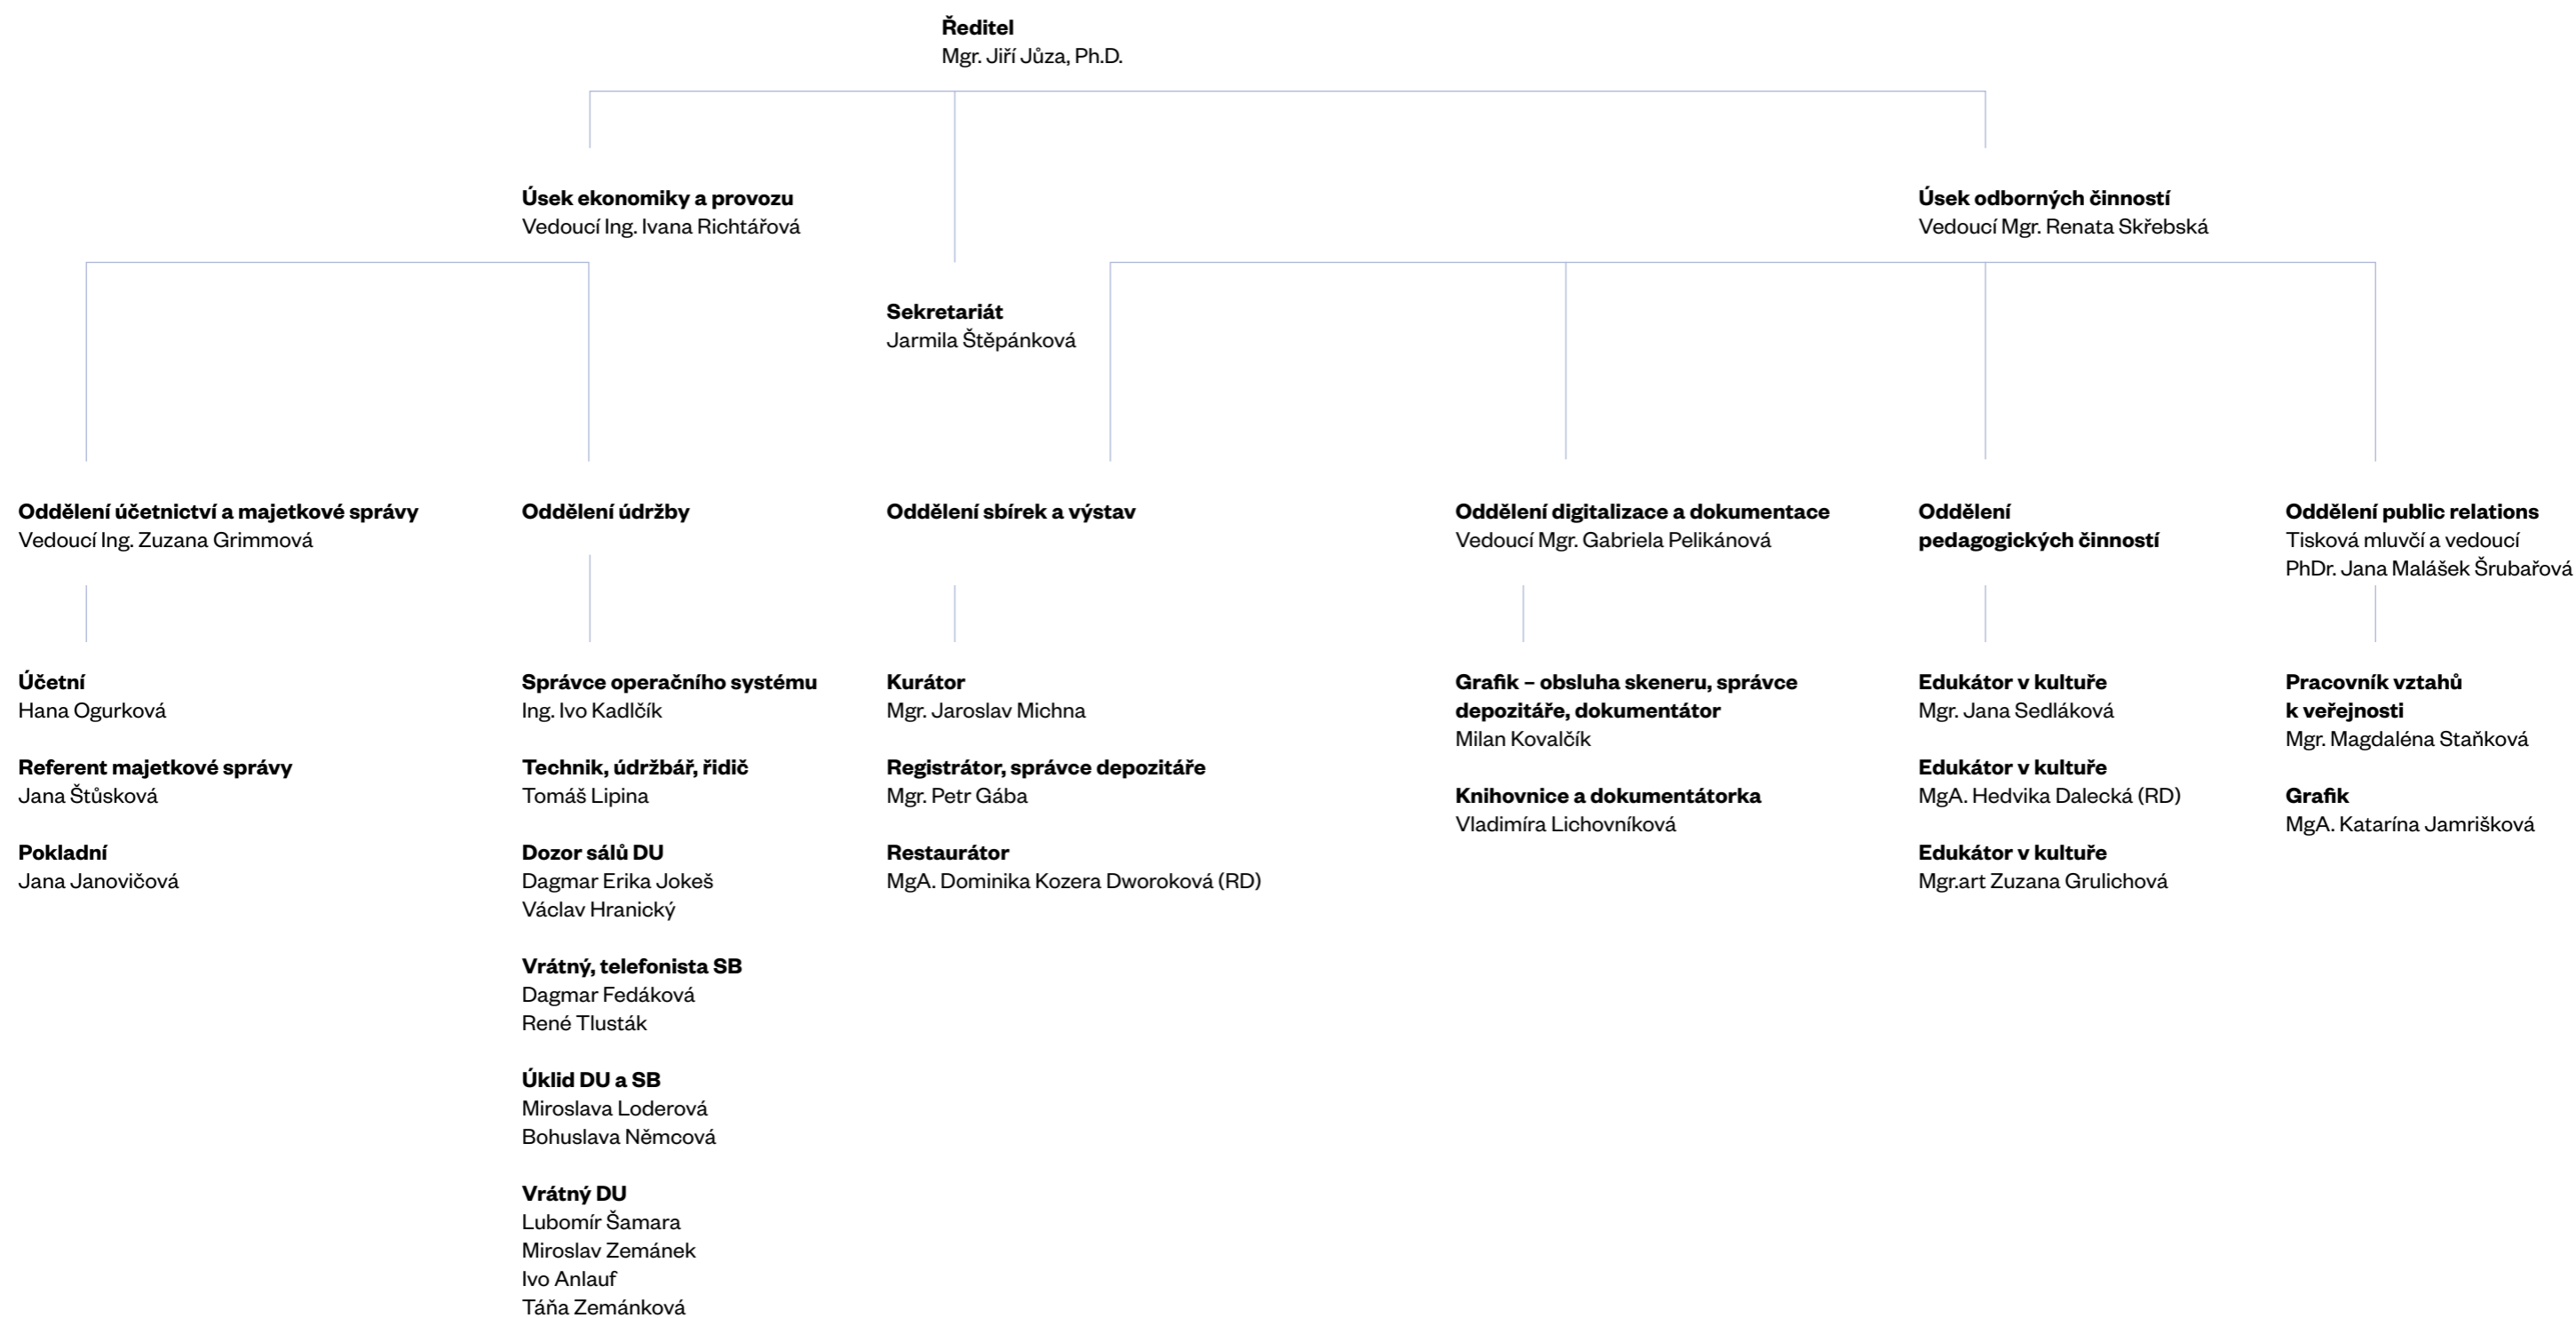 Ředitel
Mgr. Jiří Jůza, Ph.D.
Úsek ekonomiky a provozu
Vedoucí Ing. Ivana Richtářová
Úsek odborných činností
Vedoucí Mgr. Renata Skřebská
Sekretariát
Jarmila Štěpánková
Oddělení účetnictví a majetkové správy
Vedoucí Ing. Zuzana Grimmová
Účetní
Hana Ogurková
Referent majetkové správy
Jana Štůsková
Pokladní
Jana Janovičová
Oddělení údržby
Správce operačního systému
Ing. Ivo Kadlčík
Technik, údržbář, řidič
Tomáš Lipina
Dozor sálů DU
Dagmar Erika Jokeš
Václav Hranický
Vrátný, telefonista SB
Dagmar Fedáková
René Tlusták
Úklid DU a SB
Miroslava Loderová
Bohuslava Němcová
Vrátný DU
Lubomír Šamara
Miroslav Zemánek
Ivo Anlauf
Táňa Zemánková
Oddělení sbírek a výstav
Kurátor
Mgr. Jaroslav Michna
Registrátor, správce depozitáře
Mgr. Petr Gába
Restaurátor
MgA. Dominika Kozera Dworoková (RD)
Oddělení digitalizace a dokumentace
Vedoucí Mgr. Gabriela Pelikánová
Grafik – obsluha skeneru, správce
depozitáře, dokumentátor
Milan Kovalčík
Knihovnice a dokumentátorka
Vladimíra Lichovníková
Oddělení
pedagogických činností
Edukátor v kultuře
Mgr. Jana Sedláková
Edukátor v kultuře
MgA. Hedvika Dalecká (RD)
Edukátor v kultuře
Mgr.art Zuzana Grulichová
Oddělení public relations
Tisková mluvčí a vedoucí
PhDr. Jana Malášek Šrubařová
Pracovník vztahů
k veřejnosti
Mgr. Magdaléna Staňková
Grafik
MgA. Katarína Jamrišková